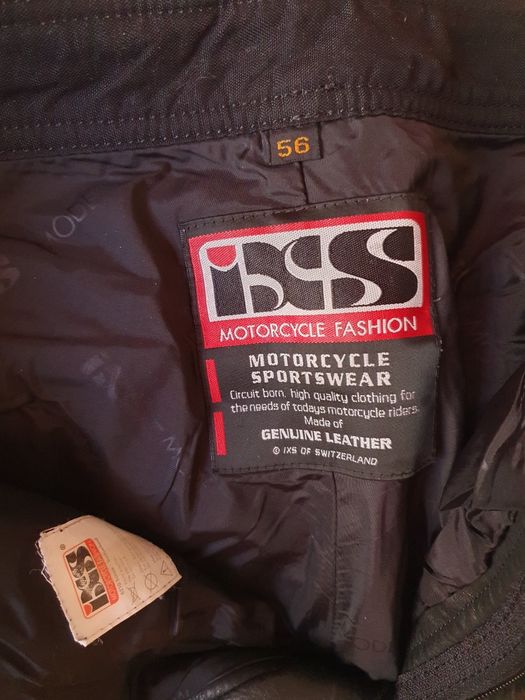 56
iXS
MOTORCYCLE FASHION
MOTORCYCLE
SPORTSWEAR
Circuit born, high quality clothing for
the needs of todays motorcycle riders.
Made of
GENUINE LEATHER
© IXS OF SWITZERLAND
iXS
®